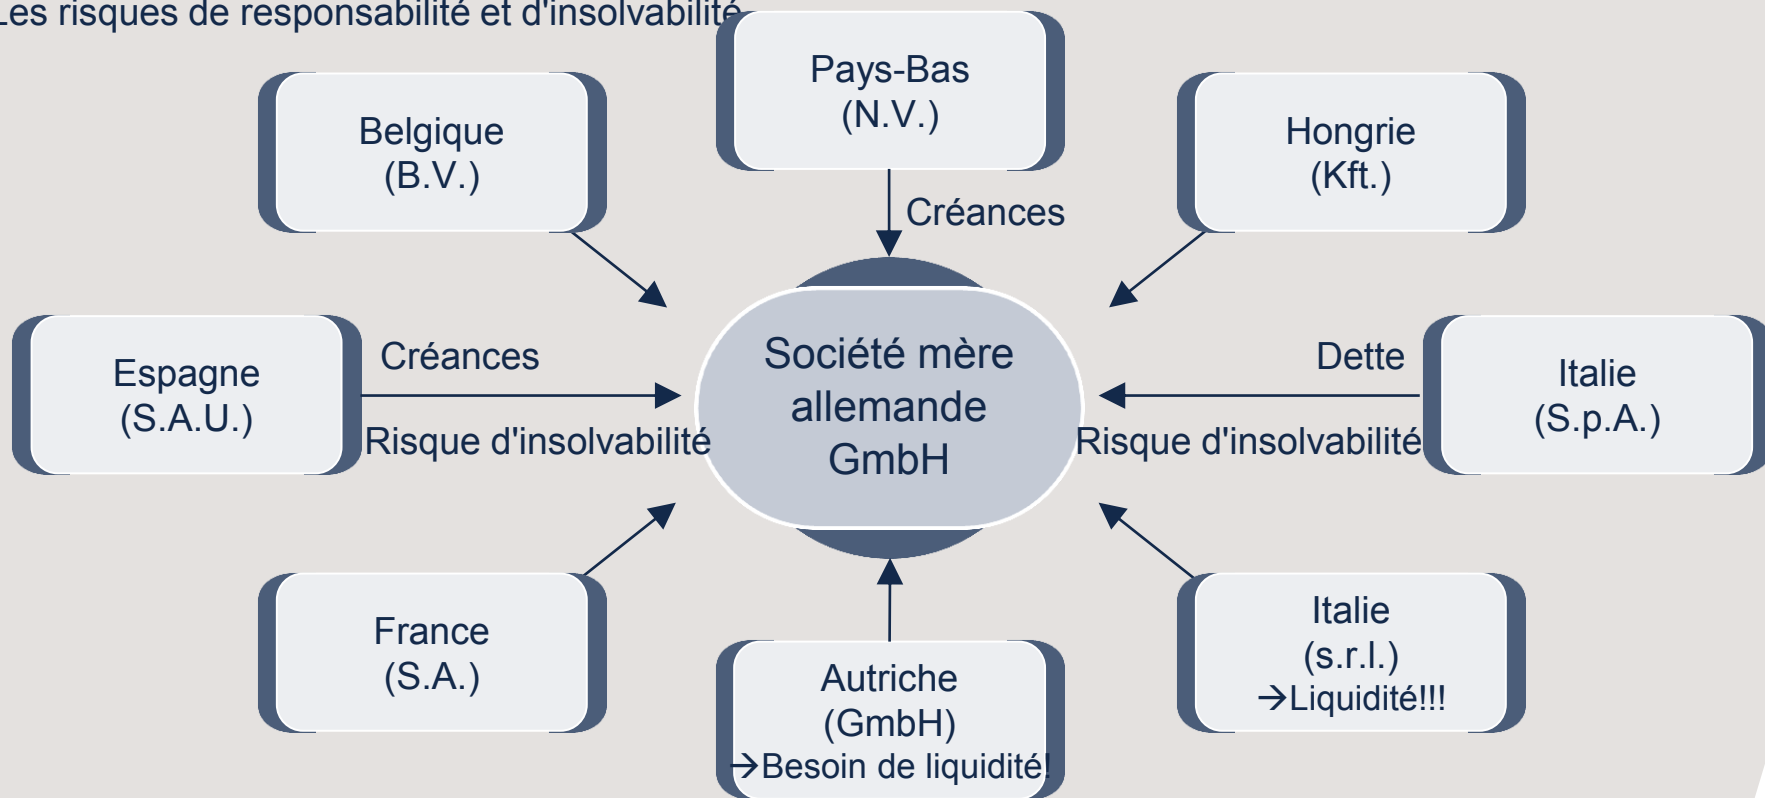 Les risques de responsabilité et d'insolvabilité
Pays-Bas
(N.V.)
Belgique
(B.V.)
Hongrie
(Kft.)
Créances
Espagne
(S.A.U.)
Créances
Risque d'insolvabilité
Société mère
allemande
GmbH
Dette
Risque d'insolvabilité
Italie
(S.p.A.)
France
(S.A.)
Autriche
(GmbH)
→Besoin de liquidité!
Italie
(s.r.l.)
→Liquidité!!!